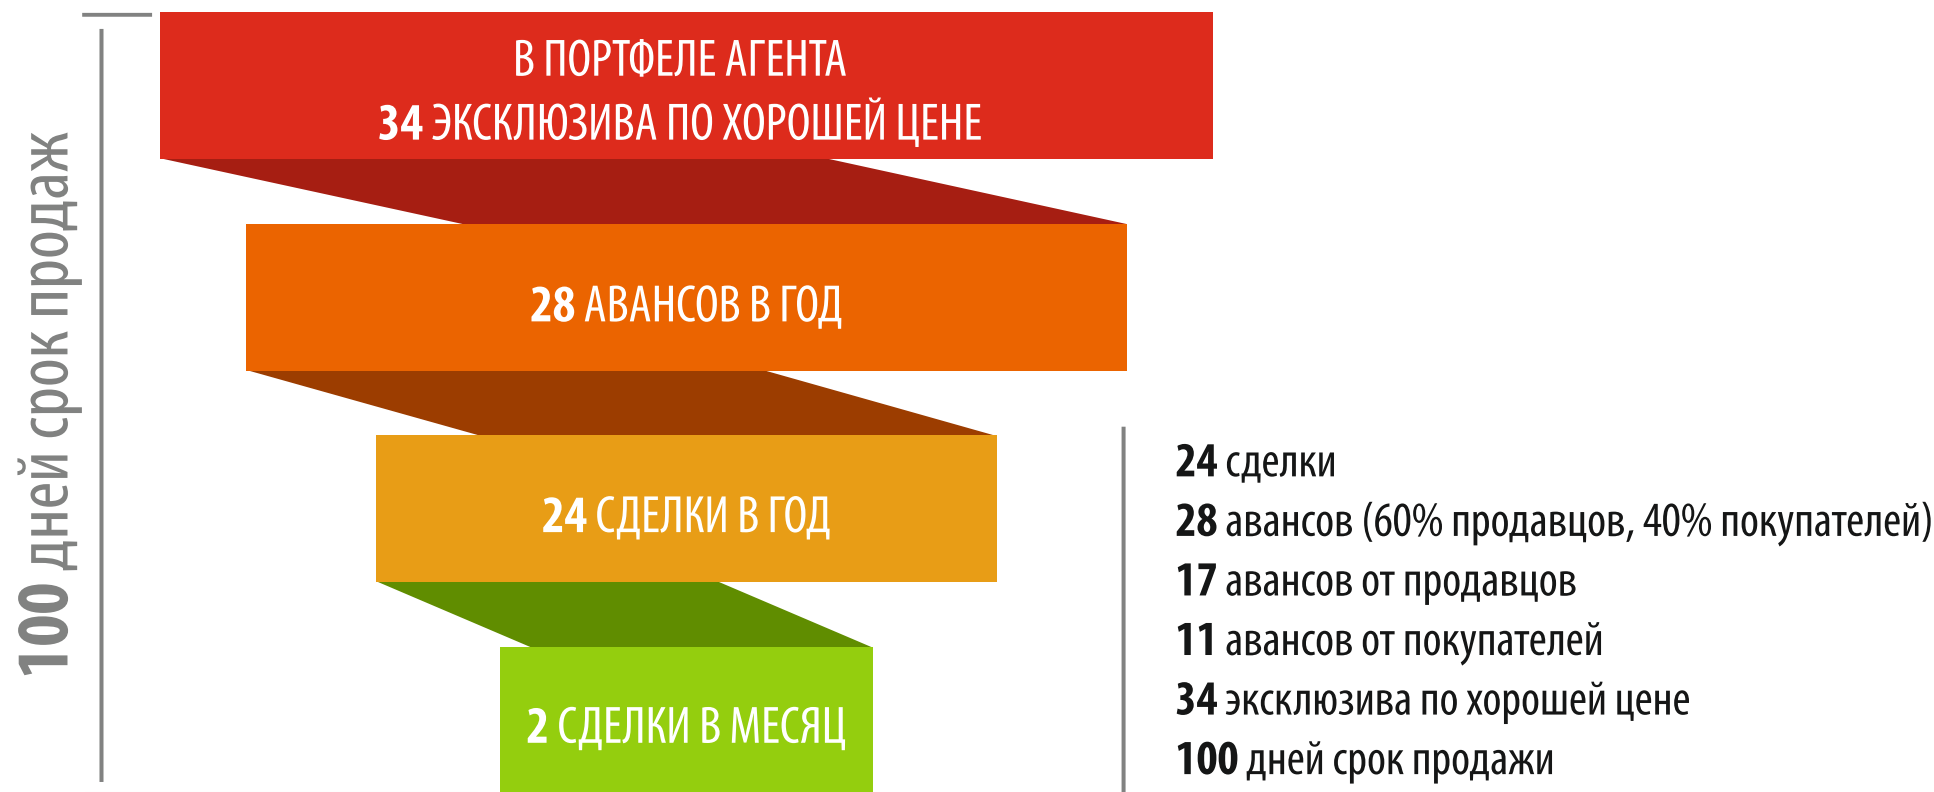 100 дней срок продаж
В ПОРТФЕЛЕ АГЕНТА
34 ЭКСКЛЮЗИВА ПО ХОРОШЕЙ ЦЕНЕ
28 АВАНСОВ В ГОД
24 СДЕЛКИ В ГОД
2 СДЕЛКИ В МЕСЯЦ
24 сделки
28 авансов (60% продавцов, 40% покупателей)
17 авансов от продавцов
11 авансов от покупателей
34 эксклюзива по хорошей цене
100 дней срок продажи